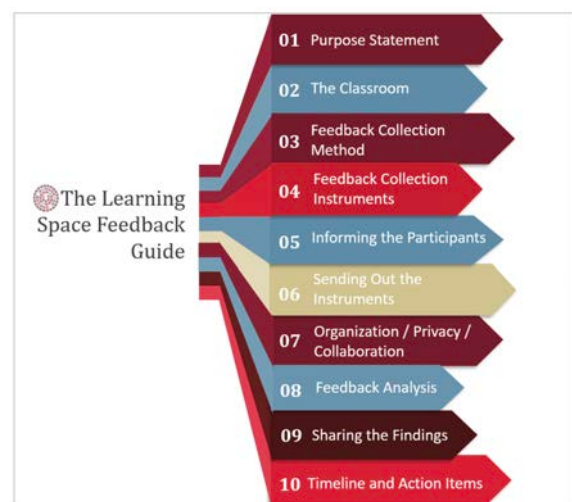 The Learning
Space Feedback
Guide
01 Purpose Statement
02 The Classroom
03 Feedback Collection
Method
04 Feedback Collection
Instruments
05 Informing the Participants
06 Sending Out the
Instruments
07 Organization / Privacy /
Collaboration
08 Feedback Analysis
09 Sharing the Findings
10 Timeline and Action Items